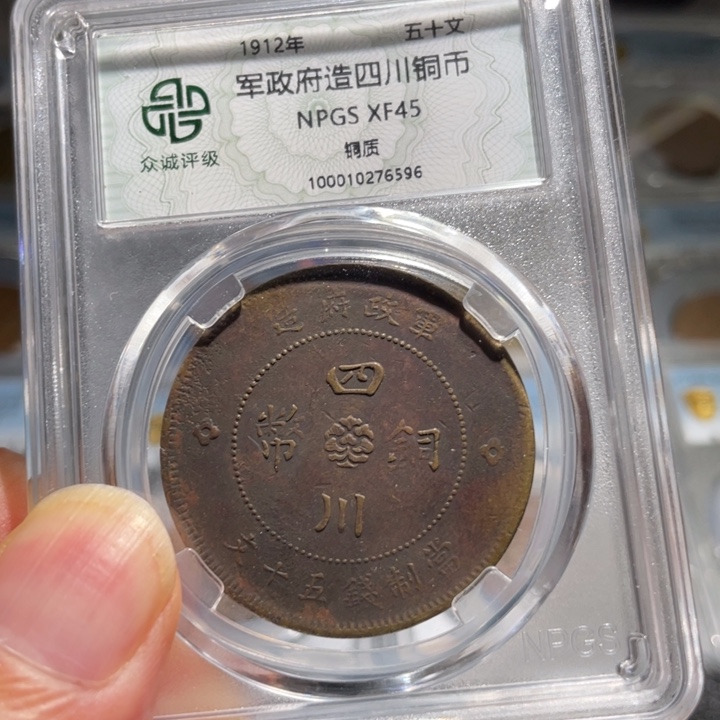 1912年 五十文
军政府造四川铜币
NPGS XF45
铜质
100010276596
众诚评级
軍政府造
四川
銅幣
當制錢五十文
NPGS